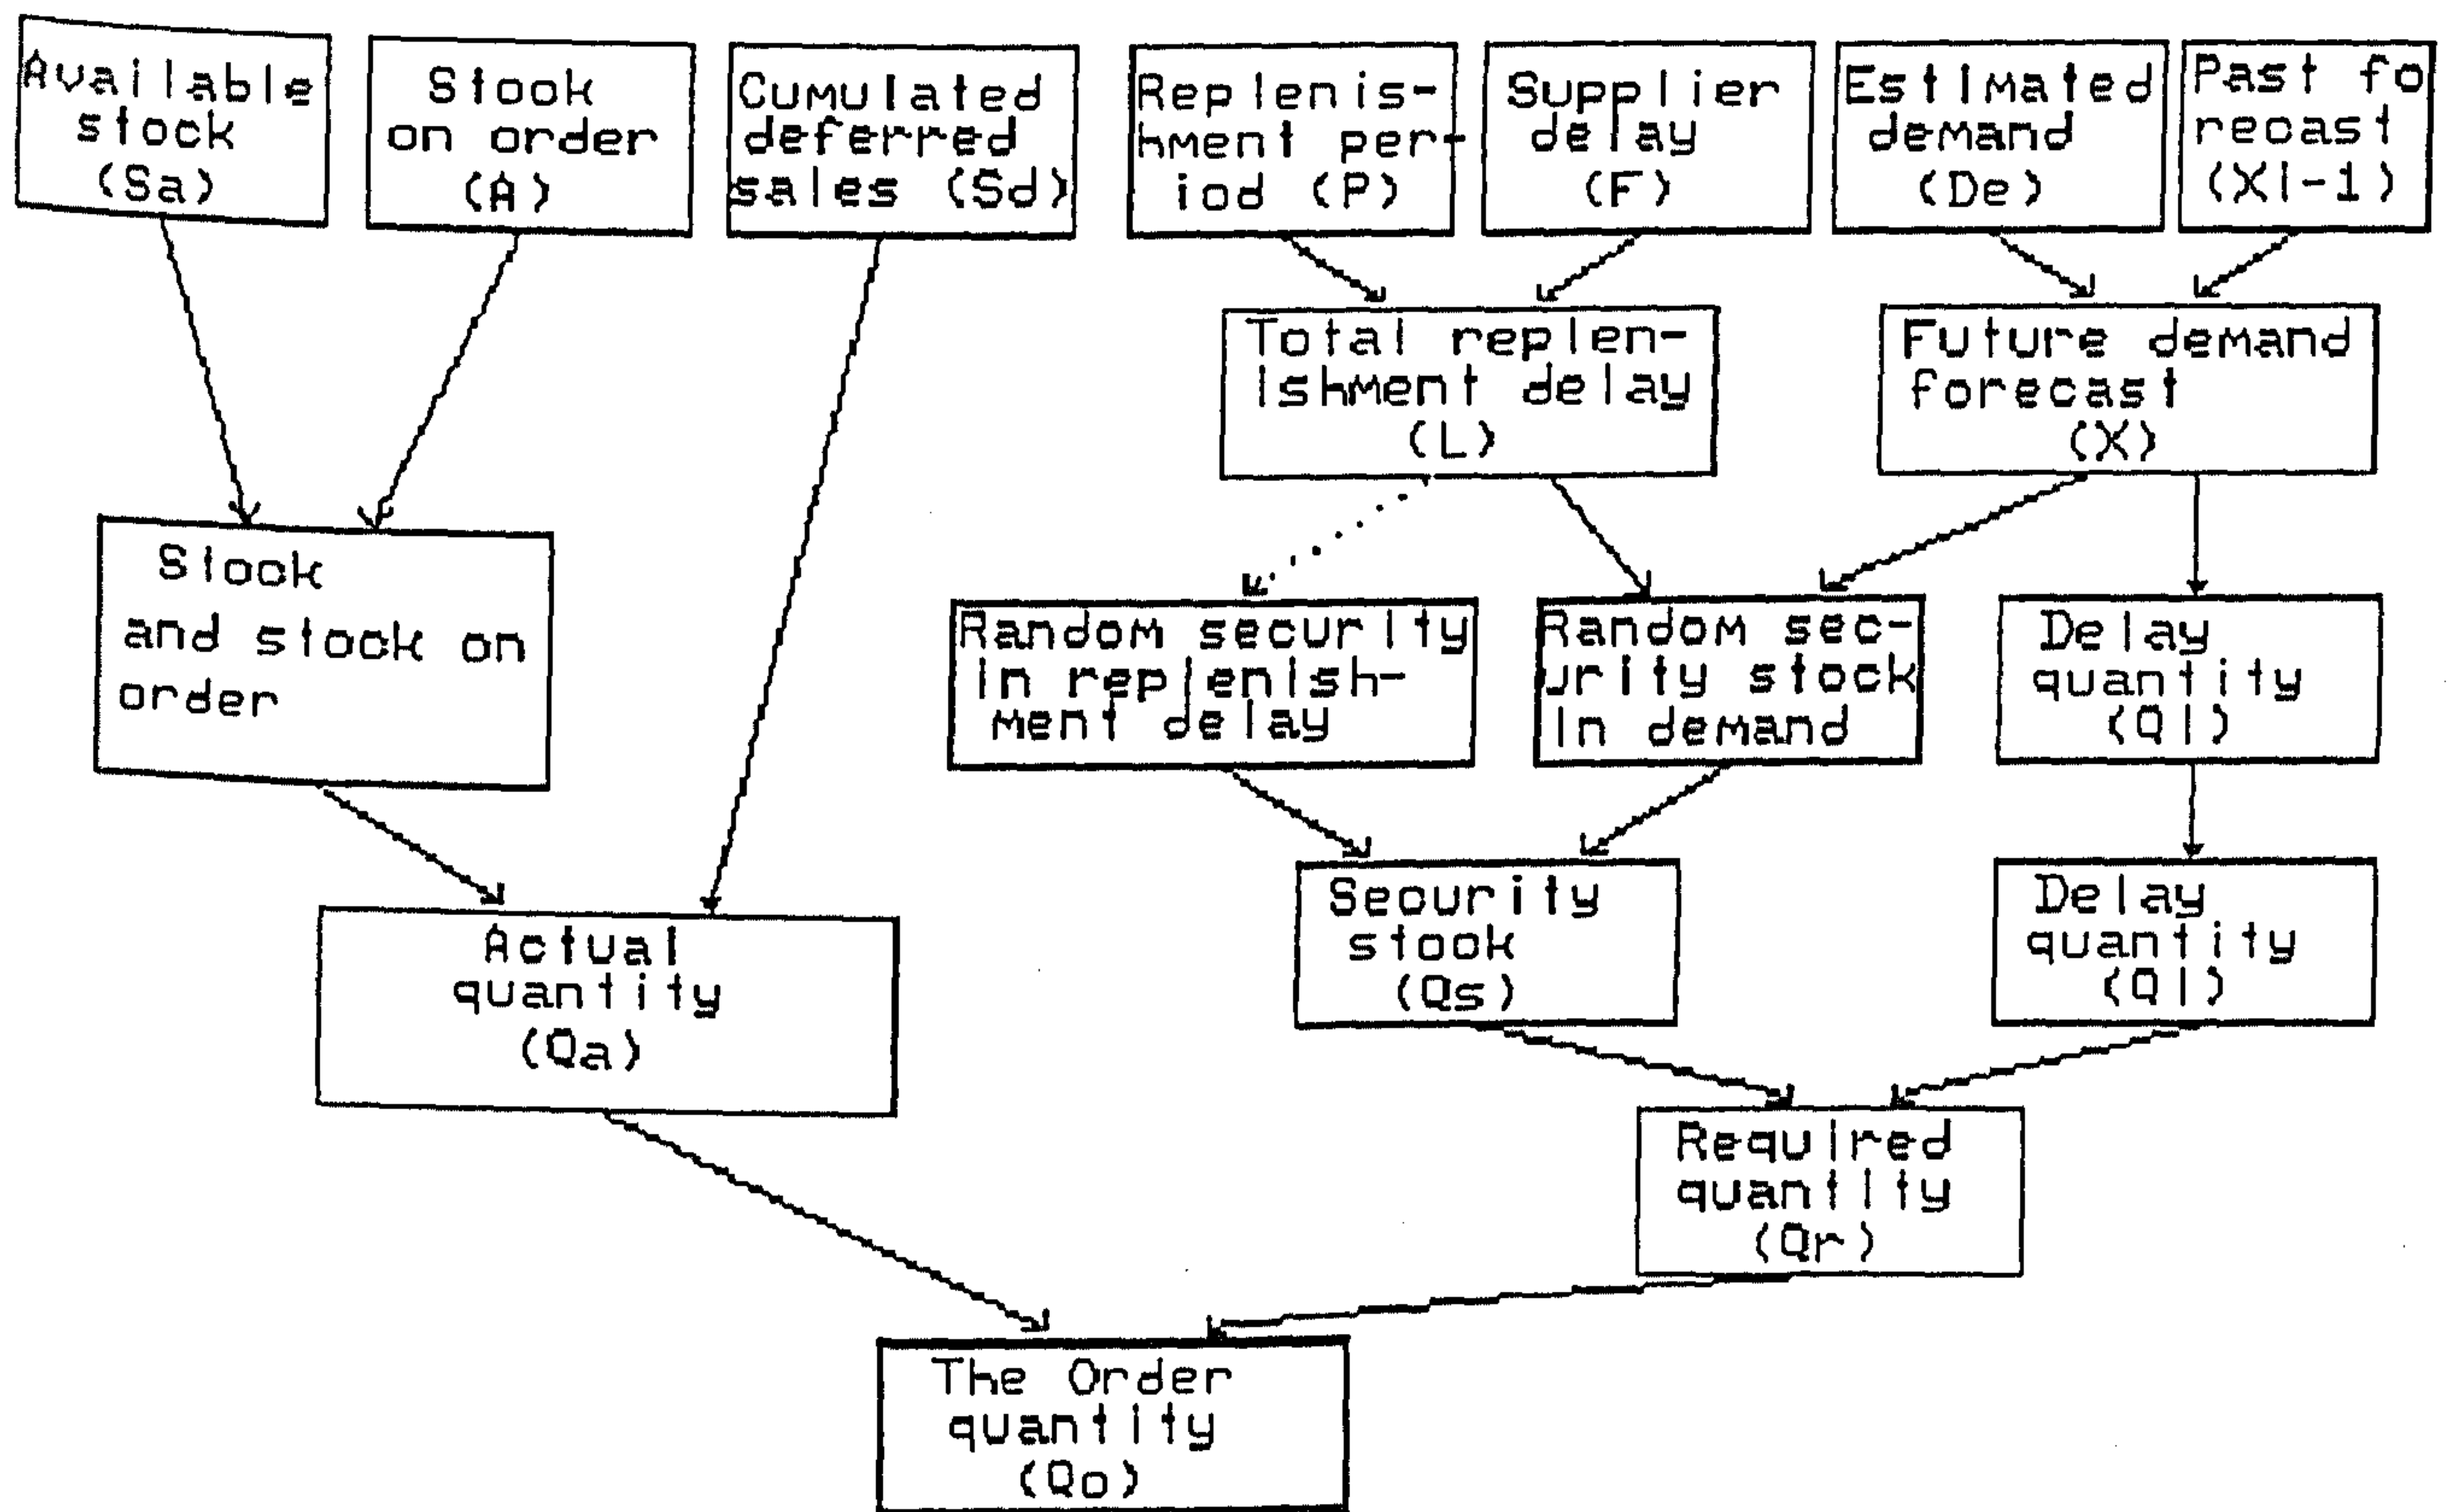 Available
stock
(Sa)
Stock
on order
(A)
Cumulated
deferred
sales (Sd)
Replenis-
hment per-
iod (P)
Supplier
delay
(F)
Estimated
demand
(De)
Past fo
recast
(Xi-1)
Total replen-
ishment delay
(L)
Future demand
forecast
(X)
Stock
and stock on
order
Random security
in replenish-
ment delay
Random sec-
urity stock
in demand
Delay
quantity
(Ql)
Actual
quantity
(Qa)
Security
stock
(Qs)
Delay
quantity
(Ql)
Required
quantity
(Qr)
The Order
quantity
(Qo)